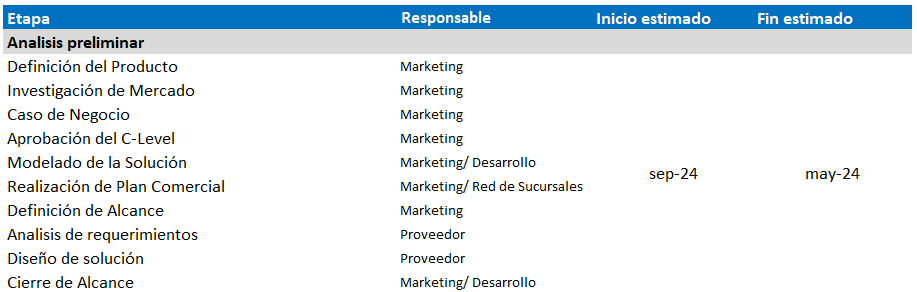 Etapa Responsable Inicio estimado Fin estimado
Analisis preliminar
Definición del Producto Marketing
Investigación de Mercado Marketing
Caso de Negocio Marketing
Aprobación del C-Level Marketing
Modelado de la Solución Marketing/ Desarrollo
sep-24 may-24
Realización de Plan Comercial Marketing/ Red de Sucursales
Definición de Alcance Marketing
Analisis de requerimientos Proveedor
Diseño de solución Proveedor
Cierre de Alcance Marketing/ Desarrollo